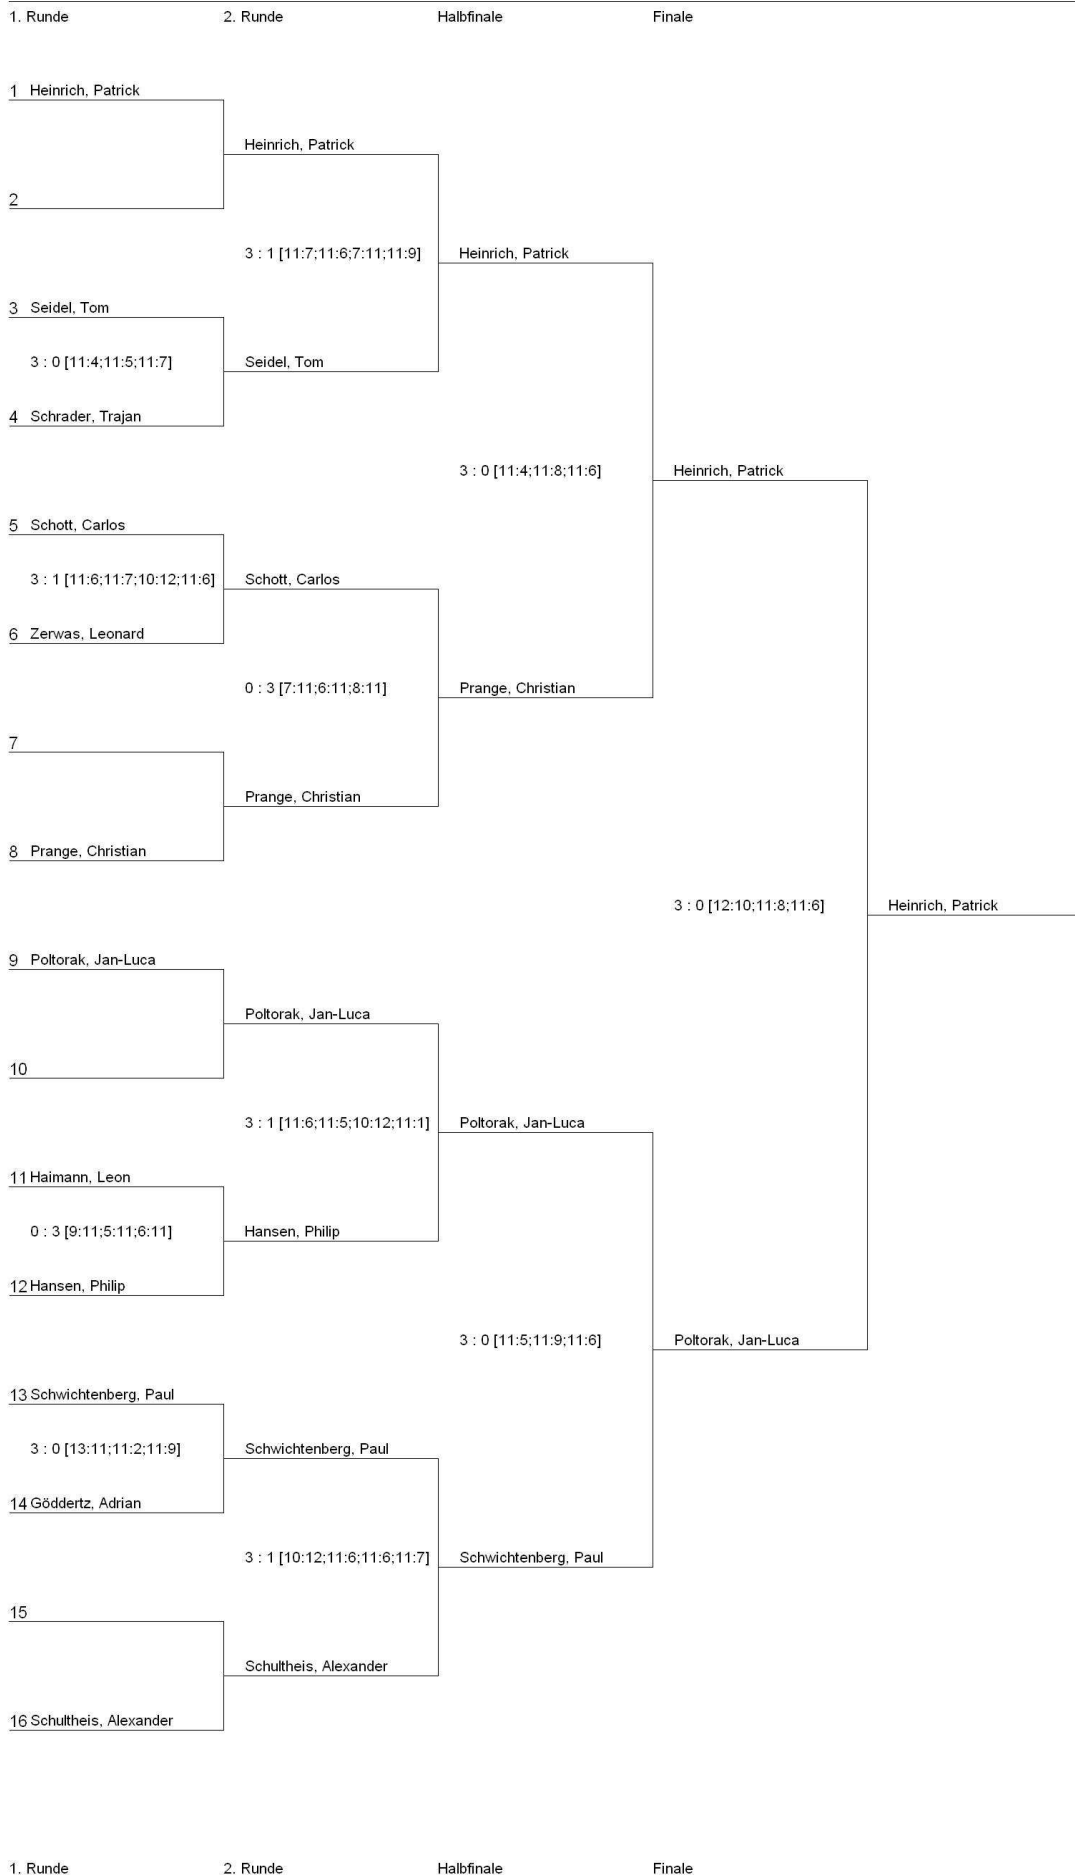 1. Runde 2. Runde Halbfinale Finale
1 Heinrich, Patrick
Heinrich, Patrick
2
3 : 1 [11:7;11:6;7:11;11:9] Heinrich, Patrick
3 Seidel, Tom
3 : 0 [11:4;11:5;11:7] Seidel, Tom
4 Schrader, Trajan
3 : 0 [11:4;11:8;11:6] Heinrich, Patrick
5 Schott, Carlos
3 : 1 [11:6;11:7;10:12;11:6] Schott, Carlos
6 Zerwas, Leonard
0 : 3 [7:11;6:11;8:11] Prange, Christian
7
Prange, Christian
8 Prange, Christian
3 : 0 [12:10;11:8;11:6] Heinrich, Patrick
9 Poltorak, Jan-Luca
Poltorak, Jan-Luca
10
3 : 1 [11:6;11:5;10:12;11:1] Poltorak, Jan-Luca
11 Haimann, Leon
0 : 3 [9:11;5:11;6:11] Hansen, Philip
12 Hansen, Philip
3 : 0 [11:5;11:9;11:6] Poltorak, Jan-Luca
13 Schwichtenberg, Paul
3 : 0 [13:11;11:2;11:9] Schwichtenberg, Paul
14 Göddertz, Adrian
3 : 1 [10:12;11:6;11:6;11:7] Schwichtenberg, Paul
15
Schultheis, Alexander
16 Schultheis, Alexander
1. Runde 2. Runde Halbfinale Finale